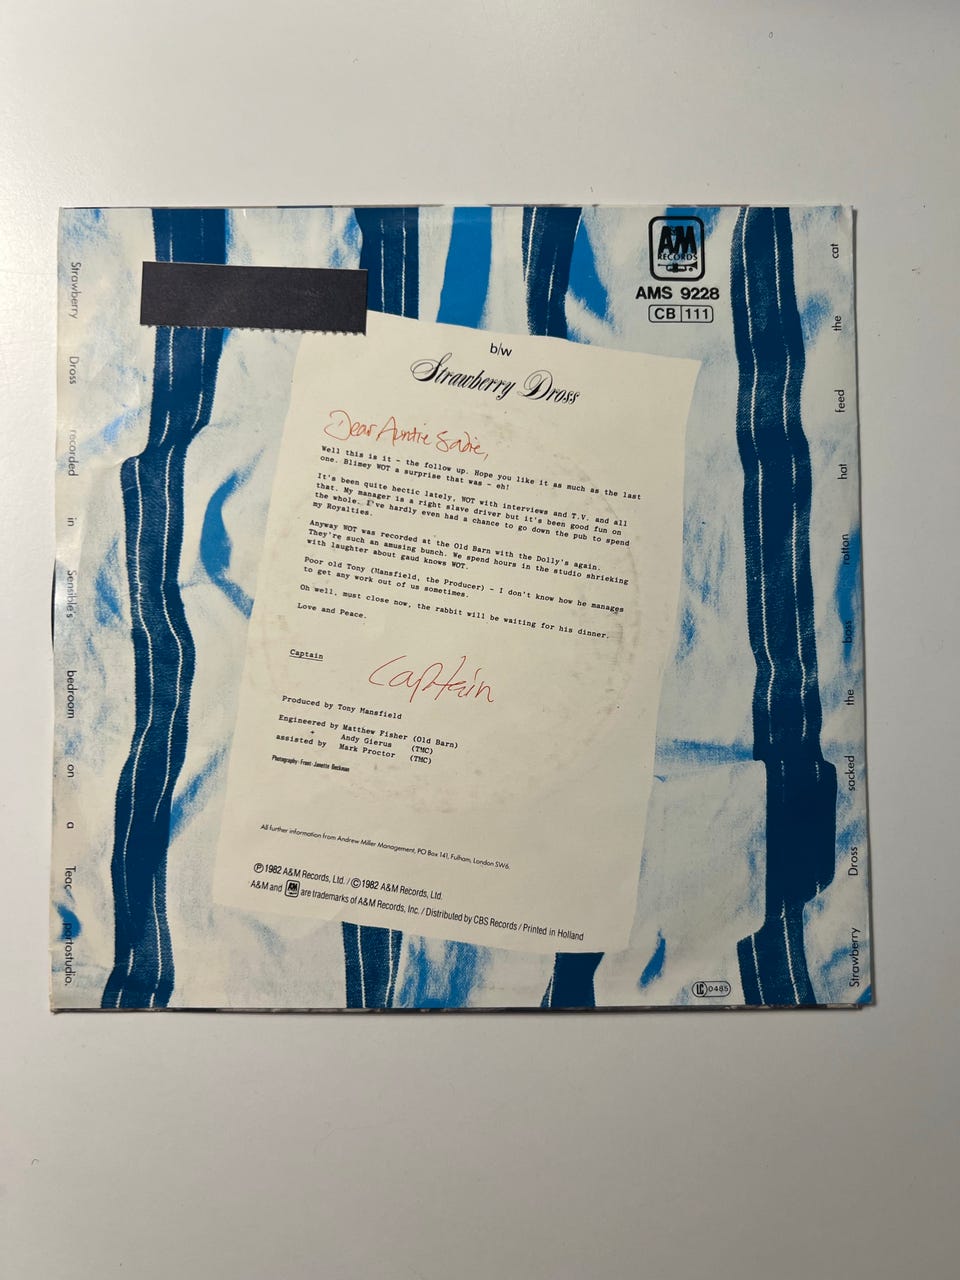 A&M
RECORDS
AMS 9228
CB 111
b/w
Strawberry Dross
Dear Auntie Sadie,
Well this is it - the follow up. Hope you like it as much as the last
one. Blimey WOT a surprise that was - eh!
It's been quite hectic lately, WOT with interviews and T.V. and all
that. My manager is a right slave driver but it's been good fun on
the whole. I've hardly even had a chance to go down the pub to spend
my Royalties.
Anyway WOT was recorded at the Old Barn with the Dolly's again.
They're such an amusing bunch. We spend hours in the studio shrieking
with laughter about gaud knows WOT.
Poor old Tony (Mansfield, the Producer) - I don't know how he manages
to get any work out of us sometimes.
Oh well, must close now, the rabbit will be waiting for his dinner.
Love and Peace.
Captain
Captain
Produced by Tony Mansfield
Engineered by Matthew Fisher (Old Barn)
+ Andy Gierus (TMC)
assisted by Mark Proctor (TMC)
Photography: Front-Janette Beckman
All further information from Andrew Miller Management, PO Box 141, Fulham, London SW6.
Ⓟ 1982 A&M Records, Ltd. / © 1982 A&M Records, Ltd.
A&M and A&M are trademarks of A&M Records, Inc. / Distributed by CBS Records / Printed in Holland
LC 0485
Strawberry Dross recorded in Sensible's bedroom on a Teac portostudio.
Strawberry Dross sacked the boss rotton hat feed the cat